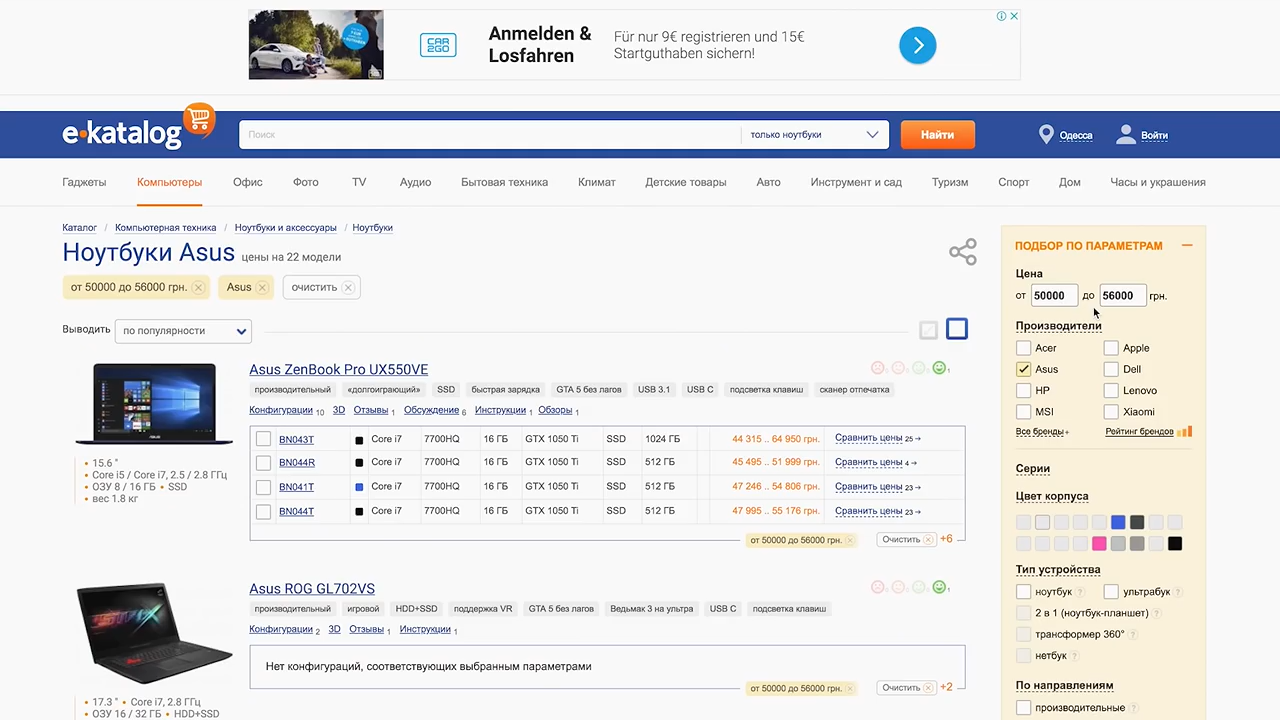 Anmelden & Losfahren
Für nur 9€ registrieren und 15€ Startguthaben sichern!
CAR2GO
e·katalog
Поиск
только ноутбуки
Найти
Одесса
Войти
Гаджеты Компьютеры Офис Фото TV Аудио Бытовая техника Климат Детские товары Авто Инструмент и сад Туризм Спорт Дом Часы и украшения
Каталог / Компьютерная техника / Ноутбуки и аксессуары / Ноутбуки
Ноутбуки Asus цены на 22 модели
от 50000 до 56000 грн. Asus очистить
Выводить по популярности
Asus ZenBook Pro UX550VE
производительный «долгоиграющий» SSD быстрая зарядка GTA 5 без лагов USB 3.1 USB C подсветка клавиш сканер отпечатка
Конфигурации 10 3D Отзывы 1 Обсуждение 6 Инструкции 1 Обзоры 1
BN043T Core i7 7700HQ 16 ГБ GTX 1050 Ti SSD 1024 ГБ 44 315 .. 64 950 грн. Сравнить цены 25 →
BN044R Core i7 7700HQ 16 ГБ GTX 1050 Ti SSD 512 ГБ 45 495 .. 51 999 грн. Сравнить цены 4 →
BN041T Core i7 7700HQ 16 ГБ GTX 1050 Ti SSD 512 ГБ 47 246 .. 54 806 грн. Сравнить цены 23 →
BN044T Core i7 7700HQ 16 ГБ GTX 1050 Ti SSD 512 ГБ 47 995 .. 55 176 грн. Сравнить цены 23 →
от 50000 до 56000 грн. Очистить +6
• 15.6 "
• Core i5 / Core i7, 2.5 / 2.8 ГГц
• ОЗУ 8 / 16 ГБ • SSD
• вес 1.8 кг
Asus ROG GL702VS
производительный игровой HDD+SSD поддержка VR GTA 5 без лагов Ведьмак 3 на ультра USB C подсветка клавиш
Конфигурации 2 3D Отзывы 1 Инструкции 1
Нет конфигураций, соответствующих выбранным параметрами
от 50000 до 56000 грн. Очистить +2
• 17.3 " • Core i7, 2.8 ГГц
• ОЗУ 16 / 32 ГБ • HDD+SSD
ПОДБОР ПО ПАРАМЕТРАМ
Цена
от 50000 до 56000 грн.
Производители
Acer Apple
Asus Dell
HP Lenovo
MSI Xiaomi
Все бренды+ Рейтинг брендов
Серии
Цвет корпуса
Тип устройства
ноутбук ? ультрабук ?
2 в 1 (ноутбук-планшет) ?
трансформер 360° ?
нетбук ?
По направлениям
производительные ?